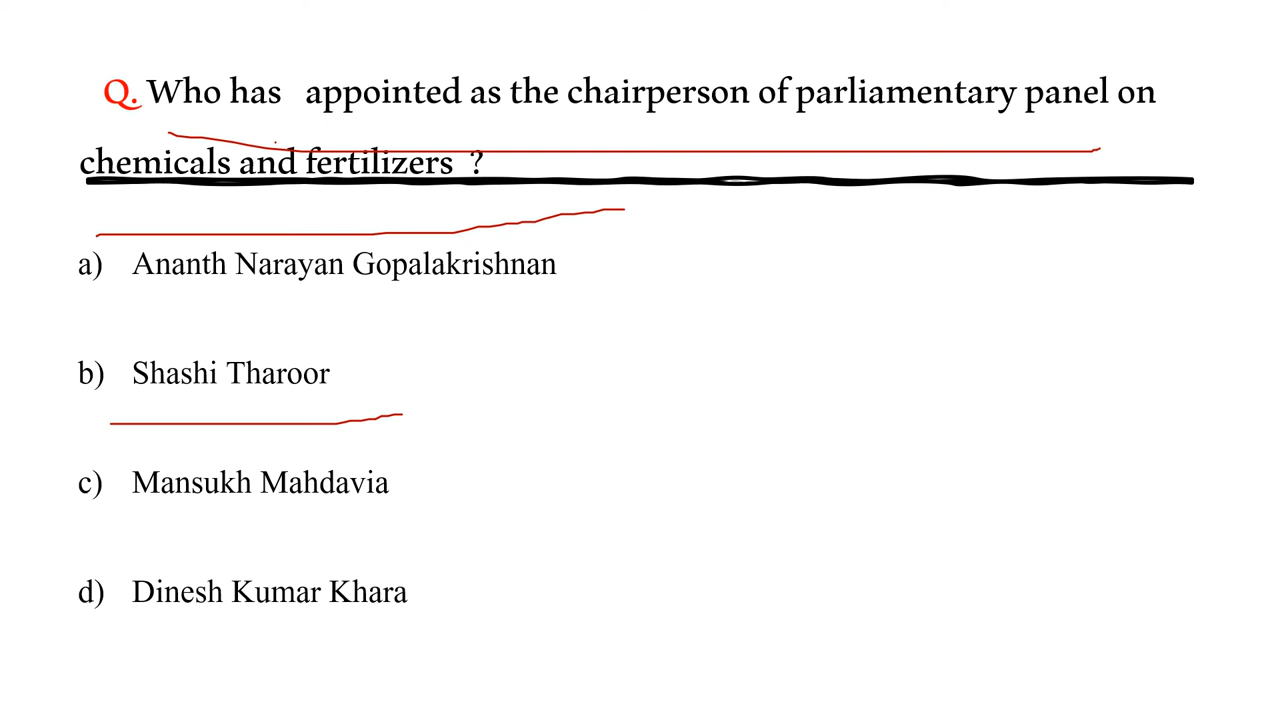 Q. Who has appointed as the chairperson of parliamentary panel on
chemicals and fertilizers ?
a) Ananth Narayan Gopalakrishnan
b) Shashi Tharoor
c) Mansukh Mahdavia
d) Dinesh Kumar Khara